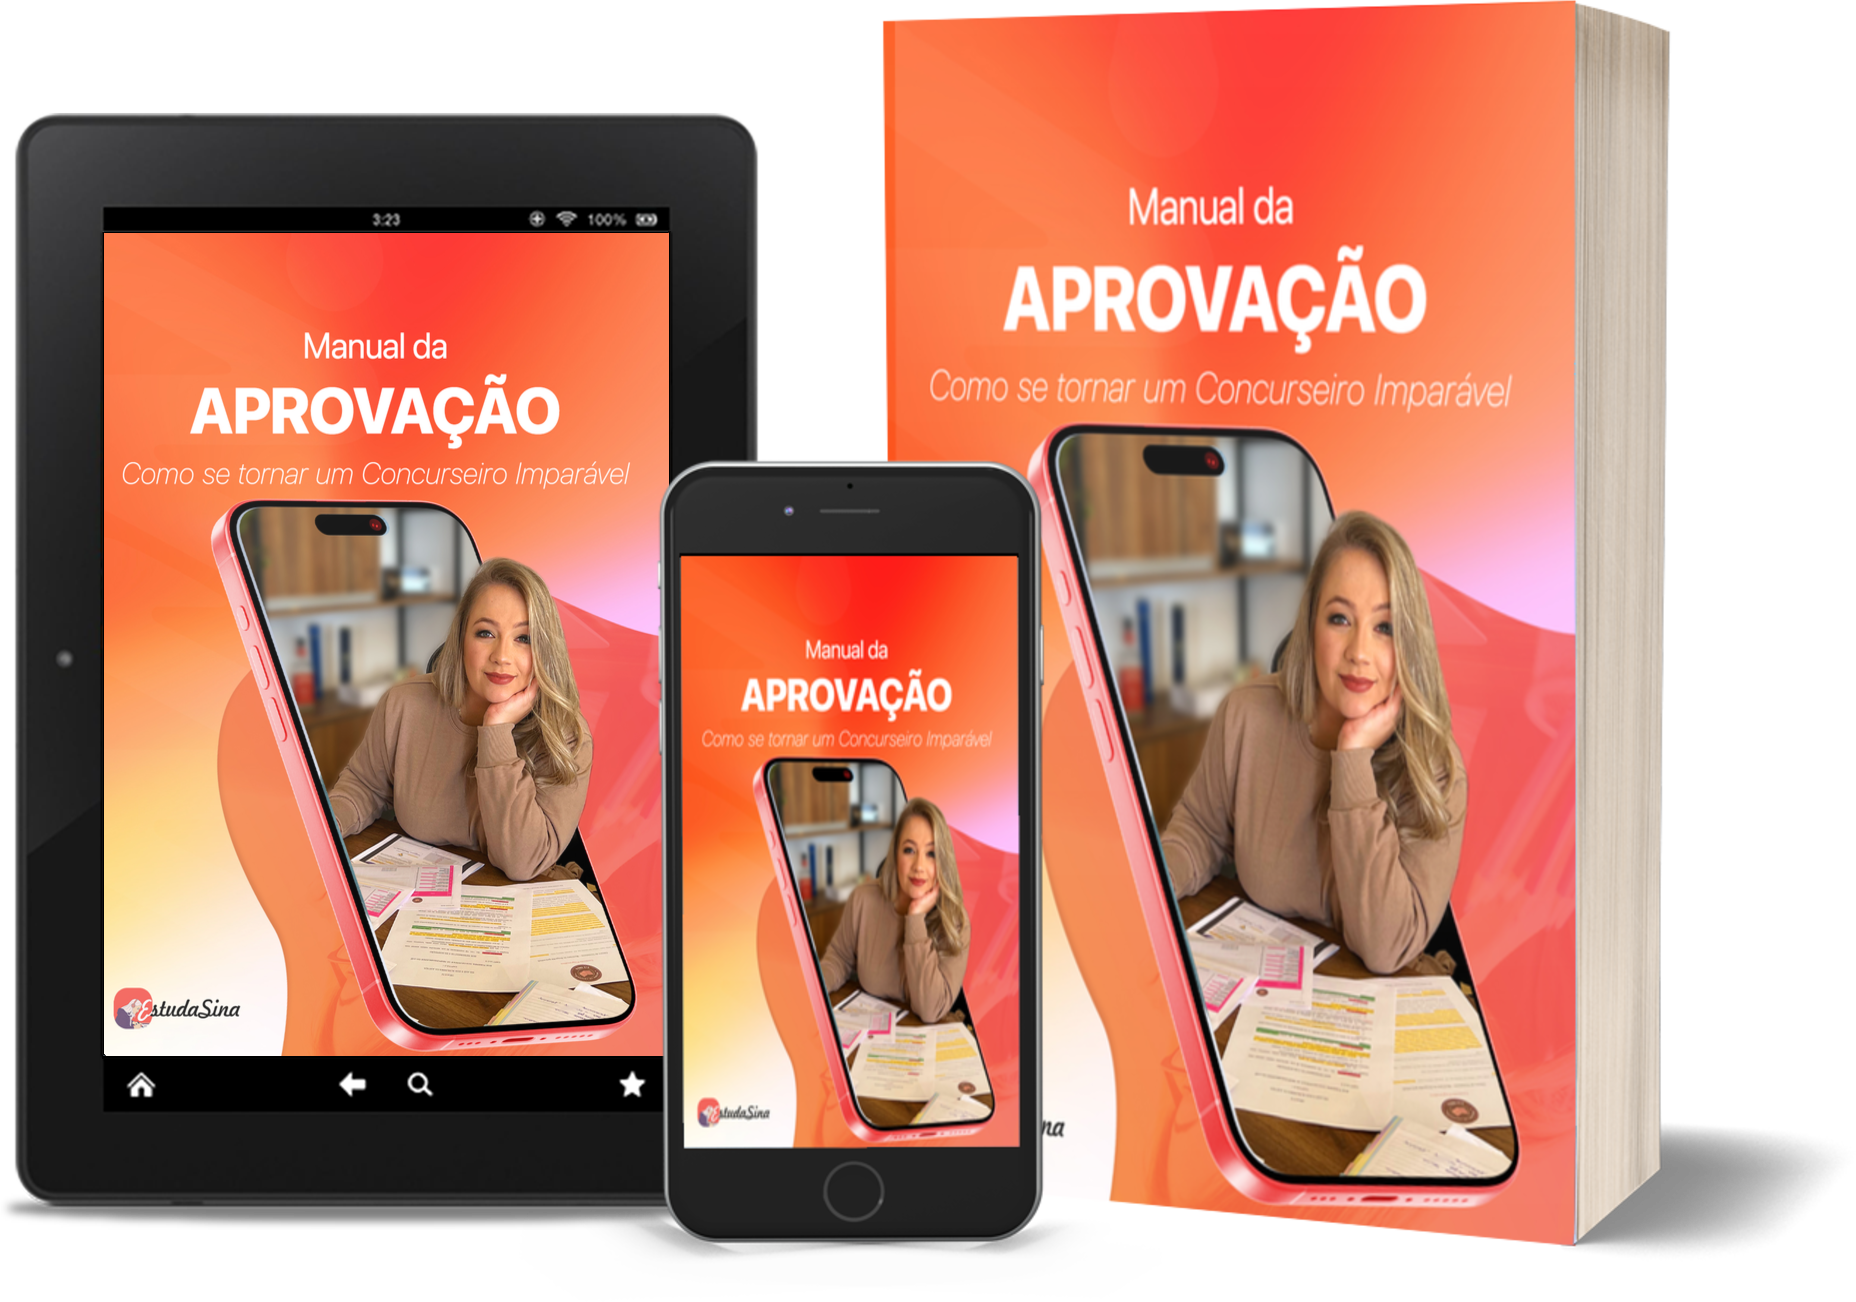 3:23
100%
Manual da
APROVAÇÃO
Como se tornar um Concurseiro Imparável
EstudaSina
Manual da
APROVAÇÃO
Como se tornar um Concurseiro Imparável
EstudaSina
Manual da
APROVAÇÃO
Como se tornar um Concurseiro Imparável
na